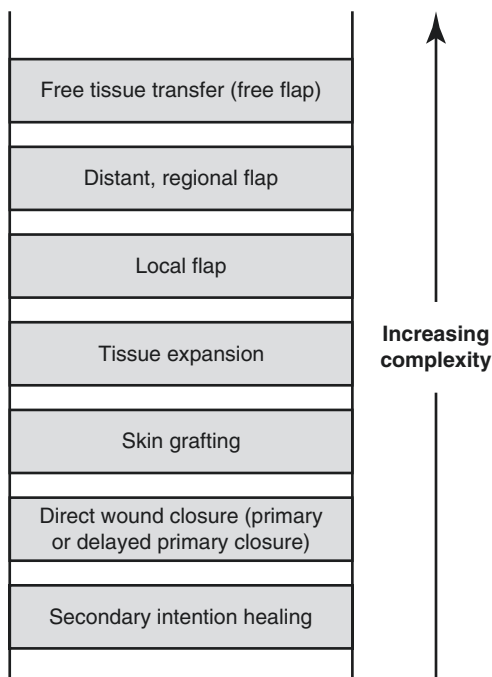 Free tissue transfer (free flap)
Distant, regional flap
Local flap
Tissue expansion
Skin grafting
Direct wound closure (primary
or delayed primary closure)
Secondary intention healing
Increasing
complexity